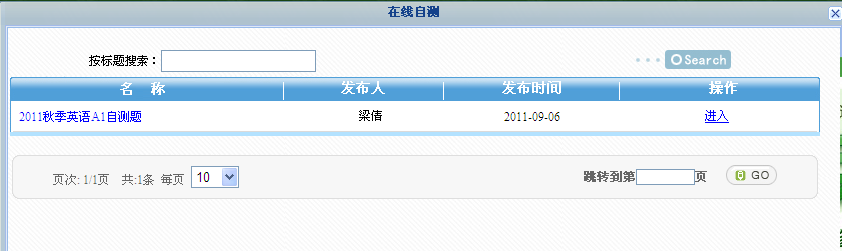 在线自测
按标题搜索： Search
名 称 发布人 发布时间 操作
2011秋季英语A1自测题 梁倩 2011-09-06 进入
页次: 1/1页 共:1条 每页 10 跳转到第 页 GO